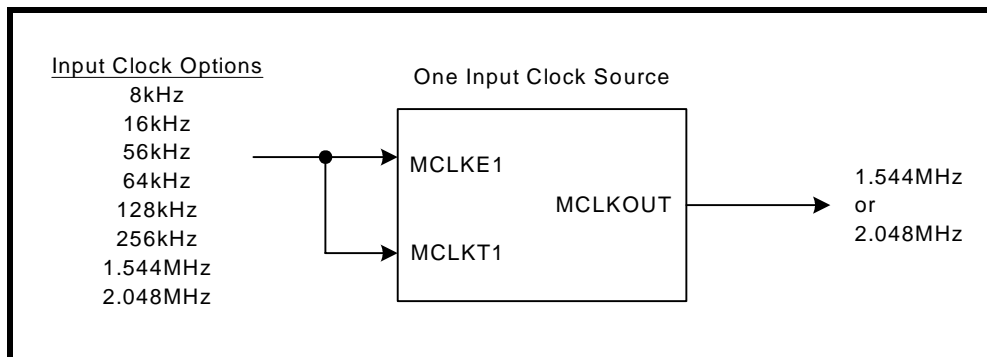 Input Clock Options
8kHz
16kHz
56kHz
64kHz
128kHz
256kHz
1.544MHz
2.048MHz
One Input Clock Source
MCLKE1
MCLKT1
MCLKOUT
1.544MHz
or
2.048MHz